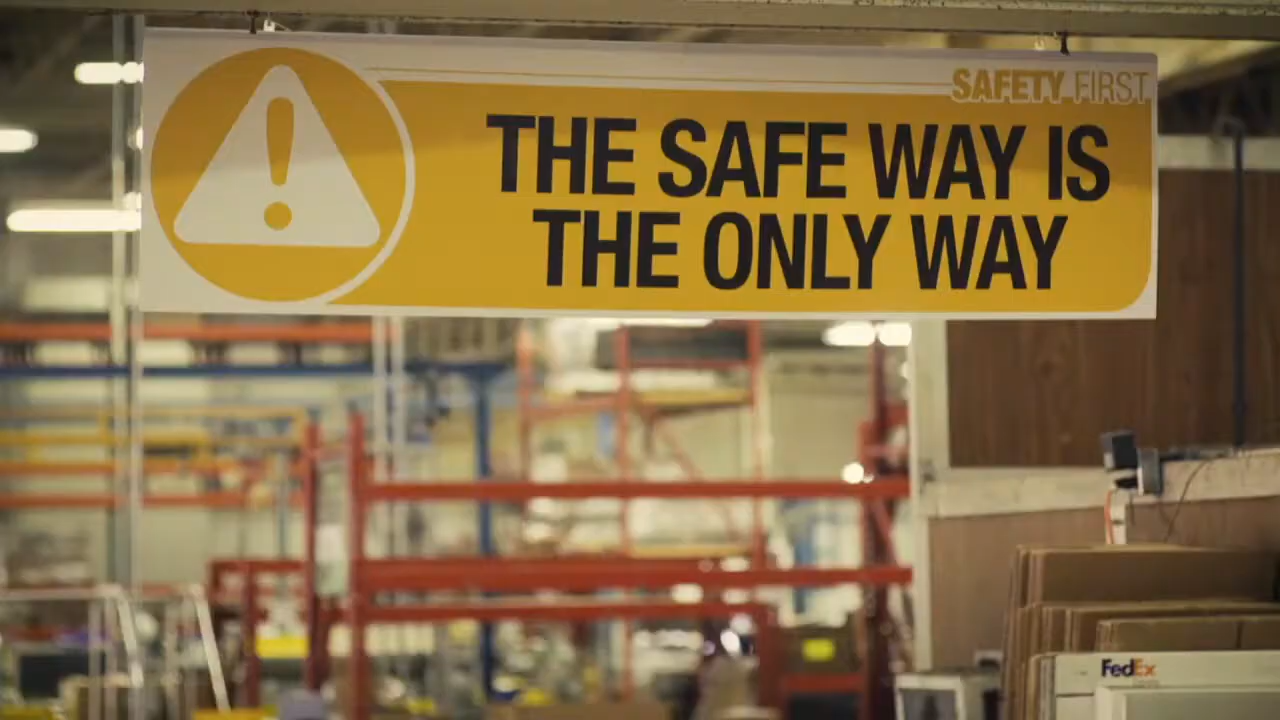 SAFETY FIRST
THE SAFE WAY IS
THE ONLY WAY
FedEx